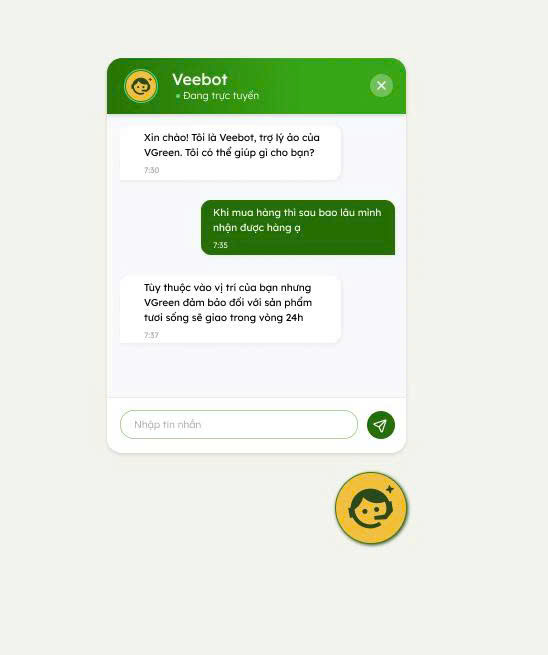 Veebot
Đang trực tuyến
Xin chào! Tôi là Veebot, trợ lý ảo của
VGreen. Tôi có thể giúp gì cho bạn?
7:30
Khi mua hàng thì sau bao lâu mình
nhận được hàng ạ
7:35
Tùy thuộc vào vị trí của bạn nhưng
VGreen đảm bảo đối với sản phẩm
tươi sống sẽ giao trong vòng 24h
7:37
Nhập tin nhắn